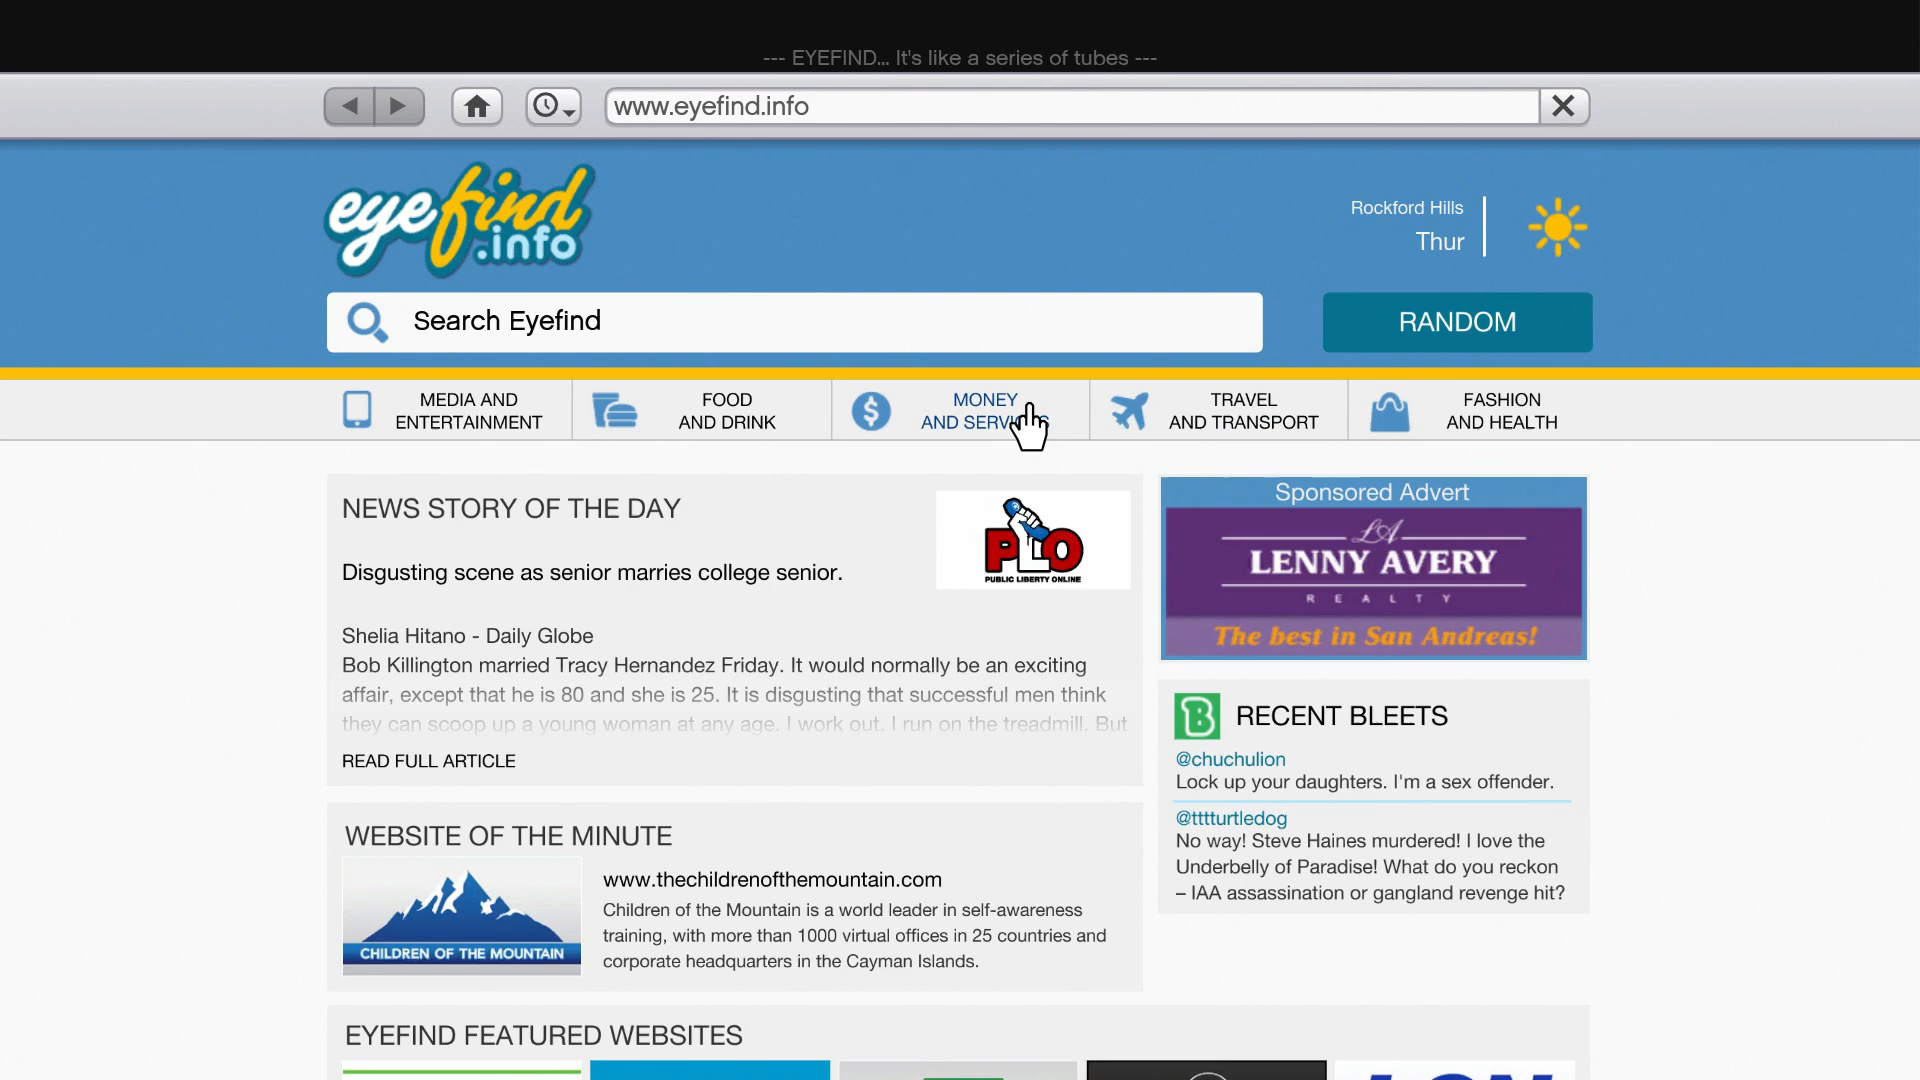 --- EYEFIND... It's like a series of tubes ---
www.eyefind.info
eyefind
.info
Rockford Hills
Thur
Search Eyefind
RANDOM
MEDIA AND
ENTERTAINMENT
FOOD
AND DRINK
MONEY
AND
TRAVEL
AND TRANSPORT
FASHION
AND HEALTH
NEWS STORY OF THE DAY
PLO
PUBLIC LIBERTY ONLINE
Disgusting scene as senior marries college senior.
Shelia Hitano - Daily Globe
Bob Killington married Tracy Hernandez Friday. It would normally be an exciting
affair, except that he is 80 and she is 25. It is disgusting that successful men think
they can scoop up a young woman at any age. I work out. I run on the treadmill. But
READ FULL ARTICLE
Sponsored Advert
LA
LENNY AVERY
REALTY
The best in San Andreas!
B
RECENT BLEETS
@chuchulion
Lock up your daughters. I'm a sex offender.
@tttturtledog
No way! Steve Haines murdered! I love the
Underbelly of Paradise! What do you reckon
– IAA assassination or gangland revenge hit?
WEBSITE OF THE MINUTE
CHILDREN OF THE MOUNTAIN
www.thechildrenofthemountain.com
Children of the Mountain is a world leader in self-awareness
training, with more than 1000 virtual offices in 25 countries and
corporate headquarters in the Cayman Islands.
EYEFIND FEATURED WEBSITES